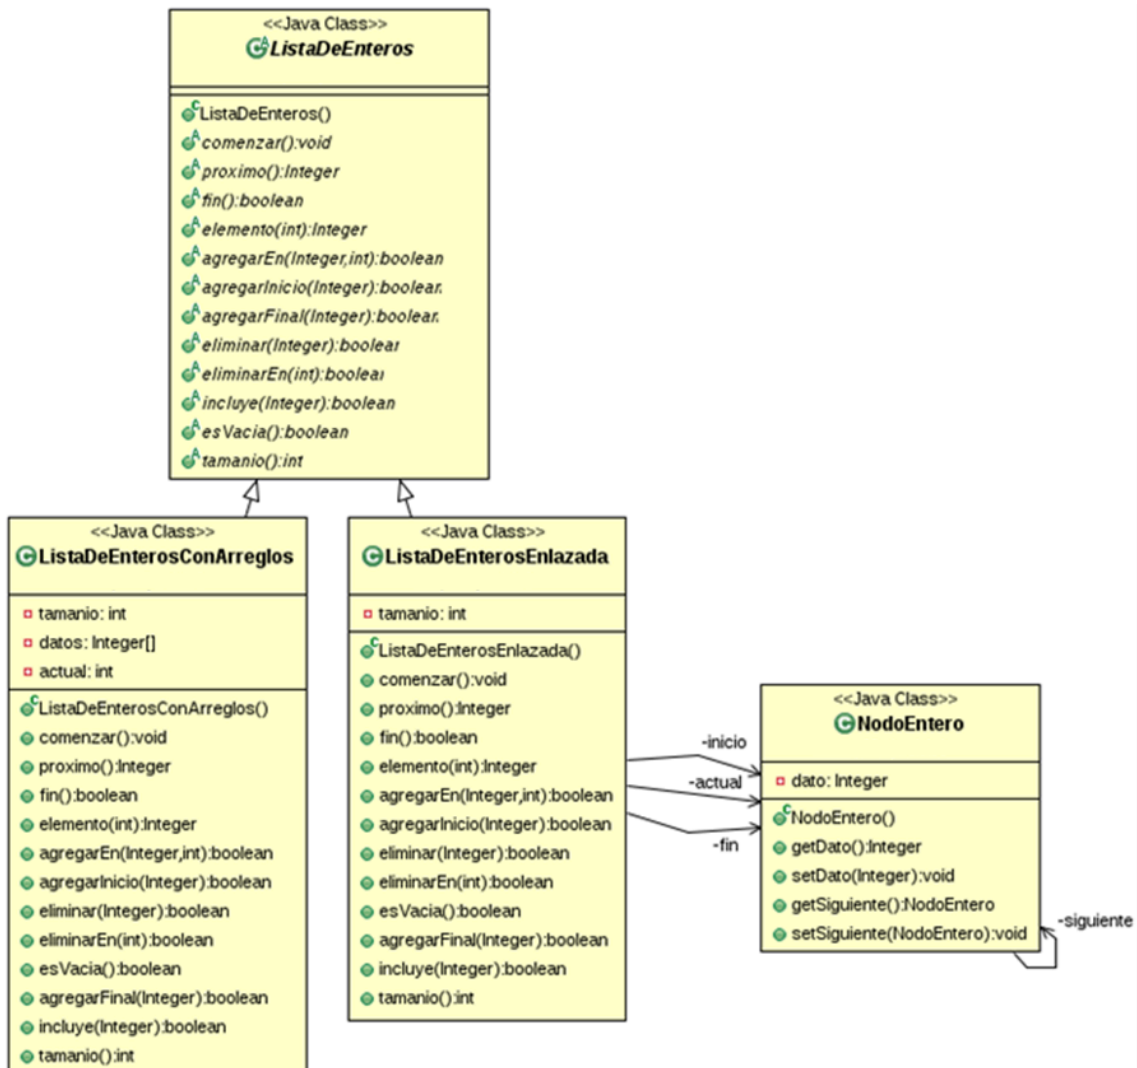 <<Java Class>>
ListaDeEnteros
ListaDeEnteros()
comenzar():void
proximo():Integer
fin():boolean
elemento(int):Integer
agregarEn(Integer,int):boolean
agregarInicio(Integer):boolean
agregarFinal(Integer):boolean
eliminar(Integer):boolean
eliminarEn(int):boolean
incluye(Integer):boolean
esVacia():boolean
tamanio():int
<<Java Class>>
ListaDeEnterosConArreglos
tamanio: int
datos: Integer[]
actual: int
ListaDeEnterosConArreglos()
comenzar():void
proximo():Integer
fin():boolean
elemento(int):Integer
agregarEn(Integer,int):boolean
agregarInicio(Integer):boolean
eliminar(Integer):boolean
eliminarEn(int):boolean
esVacia():boolean
agregarFinal(Integer):boolean
incluye(Integer):boolean
tamanio():int
<<Java Class>>
ListaDeEnterosEnlazada
tamanio: int
ListaDeEnterosEnlazada()
comenzar():void
proximo():Integer
fin():boolean
elemento(int):Integer
agregarEn(Integer,int):boolean
agregarInicio(Integer):boolean
eliminar(Integer):boolean
eliminarEn(int):boolean
esVacia():boolean
agregarFinal(Integer):boolean
incluye(Integer):boolean
tamanio():int
-inicio
-actual
-fin
<<Java Class>>
NodoEntero
dato: Integer
NodoEntero()
getDato():Integer
setDato(Integer):void
getSiguiente():NodoEntero
setSiguiente(NodoEntero):void
-siguiente